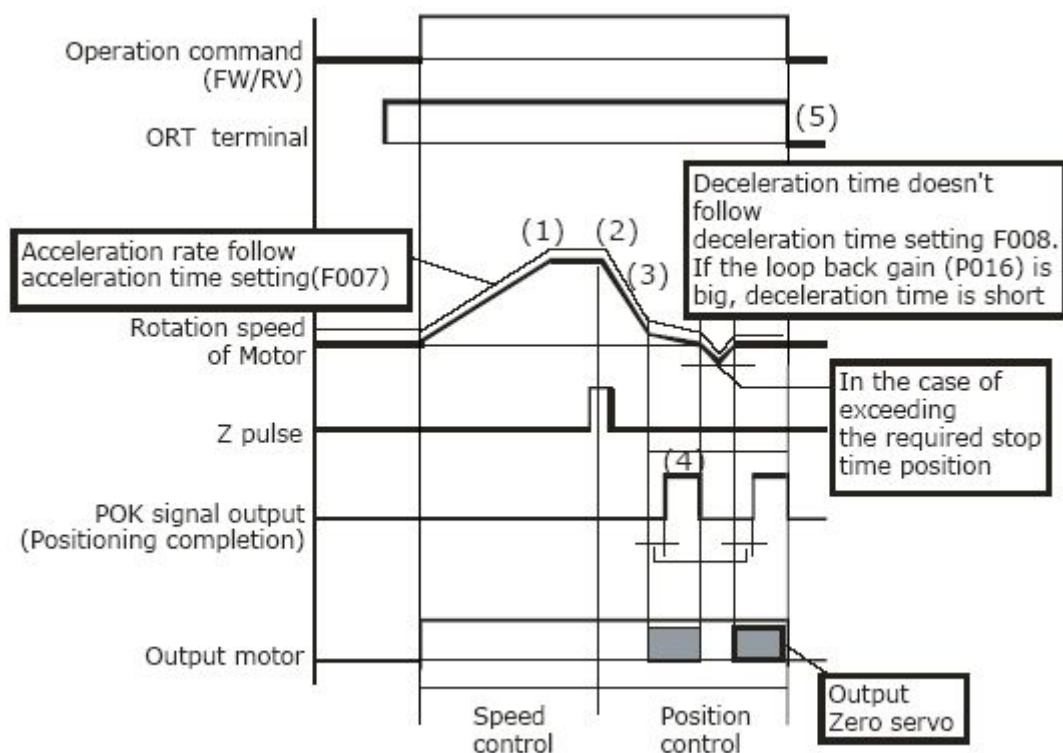 Operation command
(FW/RV)
ORT terminal
(5)
Deceleration time doesn't
follow
deceleration time setting F008.
If the loop back gain (P016) is
big, deceleration time is short
Acceleration rate follow
acceleration time setting(F007)
(1)
(2)
(3)
Rotation speed
of Motor
In the case of
exceeding
the required stop
time position
Z pulse
(4)
POK signal output
(Positioning completion)
Output motor
Output
Zero servo
Speed
control
Position
control